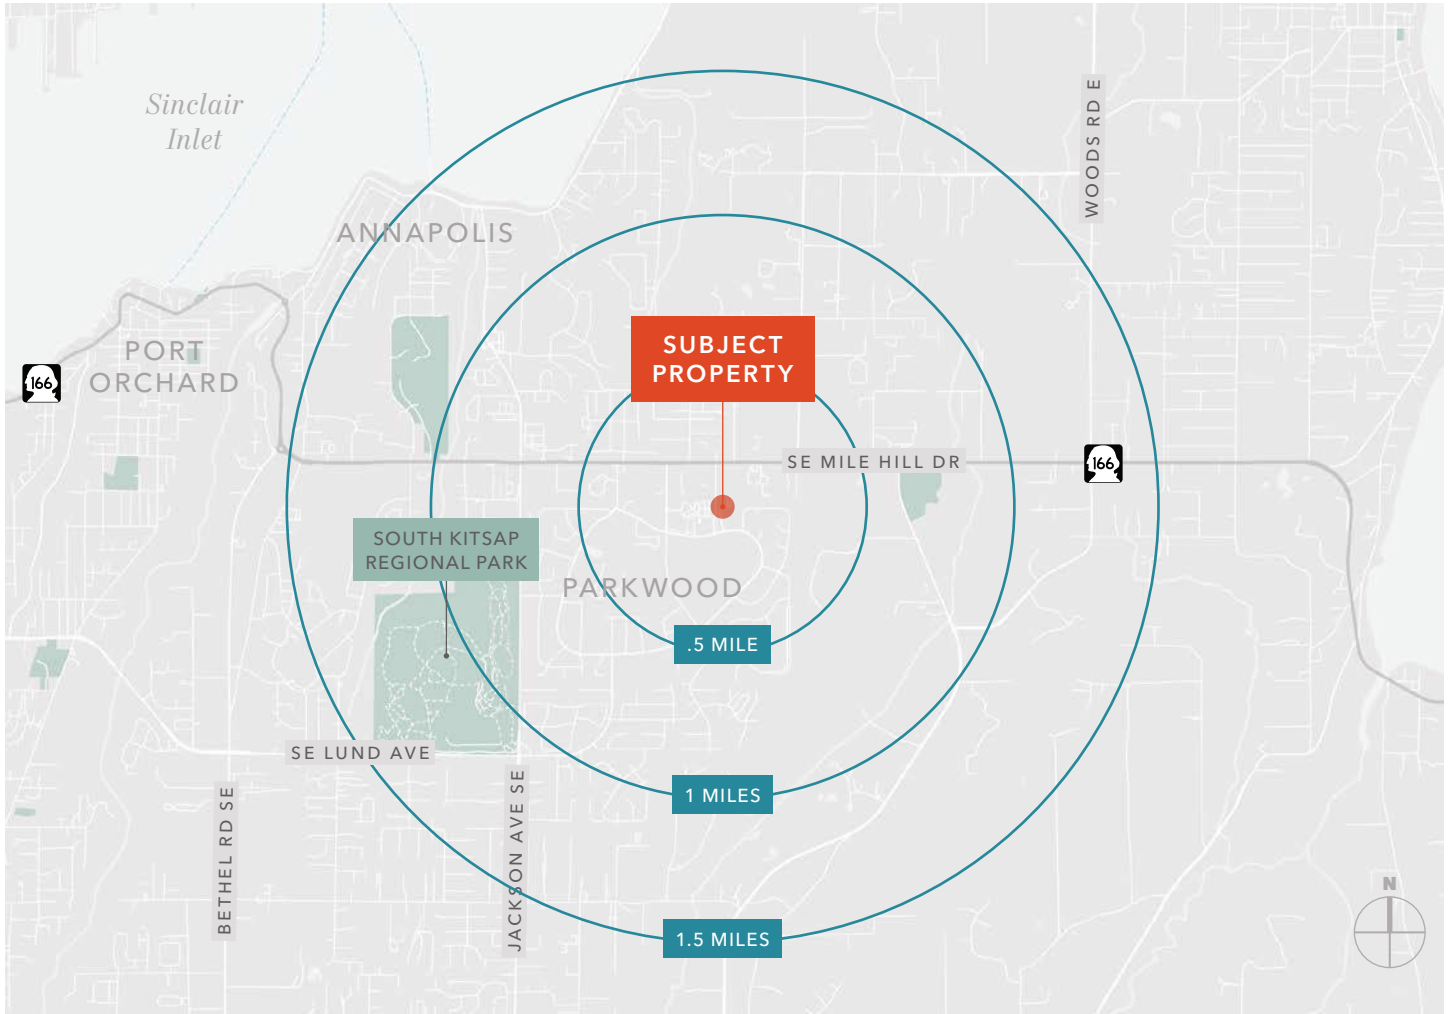 Sinclair
Inlet
WOODS RD E
ANNAPOLIS
SUBJECT
PROPERTY
PORT
ORCHARD
166
SE MILE HILL DR
166
SOUTH KITSAP
REGIONAL PARK
PARKWOOD
.5 MILE
SE LUND AVE
1 MILES
BETHEL RD SE
JACKSON AVE SE
1.5 MILES
N